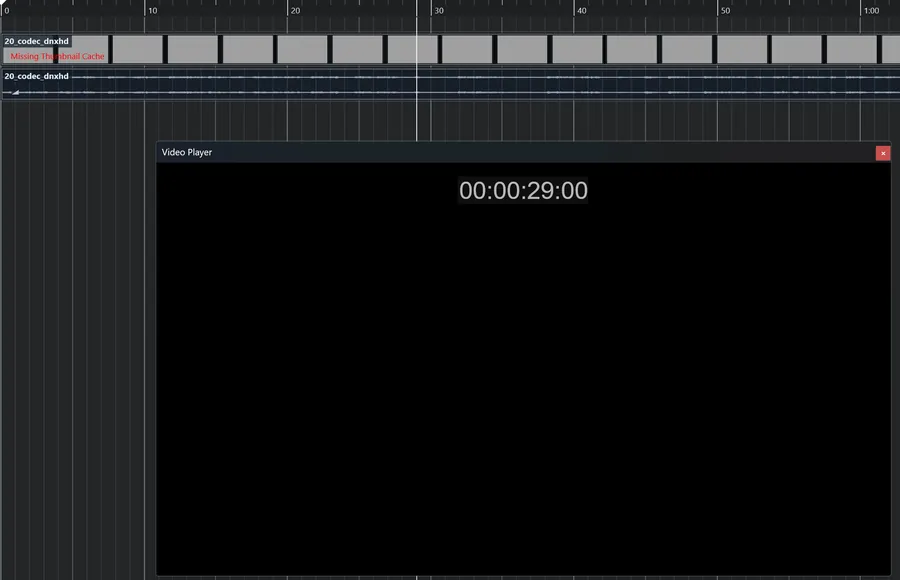 0 10 20 30 40 50 1:00
20_codec_dnxhd
Missing Thumbnail Cache
20_codec_dnxhd
Video Player
00:00:29:00